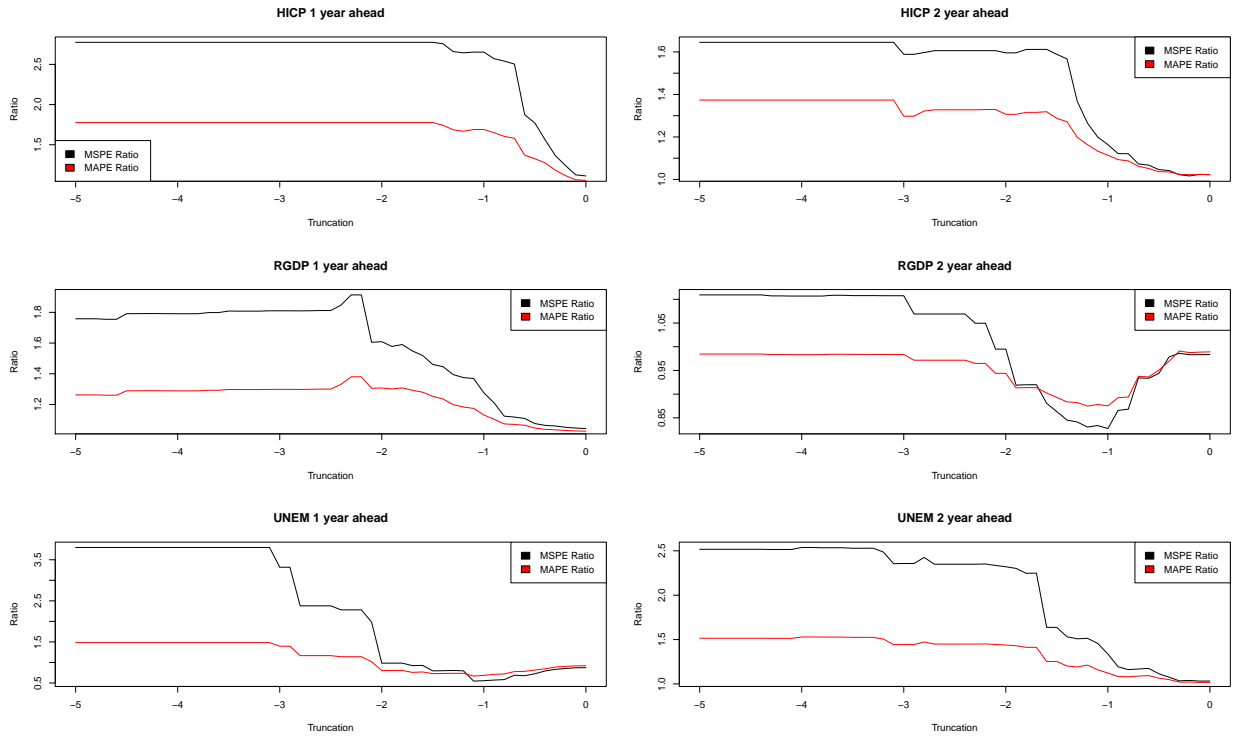 HICP 1 year ahead
Ratio
1.5 2.0 2.5
MSPE Ratio
MAPE Ratio
−5 −4 −3 −2 −1 0
Truncation
HICP 2 year ahead
Ratio
1.0 1.2 1.4 1.6
MSPE Ratio
MAPE Ratio
−5 −4 −3 −2 −1 0
Truncation
RGDP 1 year ahead
Ratio
1.2 1.4 1.6 1.8
MSPE Ratio
MAPE Ratio
−5 −4 −3 −2 −1 0
Truncation
RGDP 2 year ahead
Ratio
0.85 0.95 1.05
MSPE Ratio
MAPE Ratio
−5 −4 −3 −2 −1 0
Truncation
UNEM 1 year ahead
Ratio
0.5 1.5 2.5 3.5
MSPE Ratio
MAPE Ratio
−5 −4 −3 −2 −1 0
Truncation
UNEM 2 year ahead
Ratio
1.0 1.5 2.0 2.5
MSPE Ratio
MAPE Ratio
−5 −4 −3 −2 −1 0
Truncation